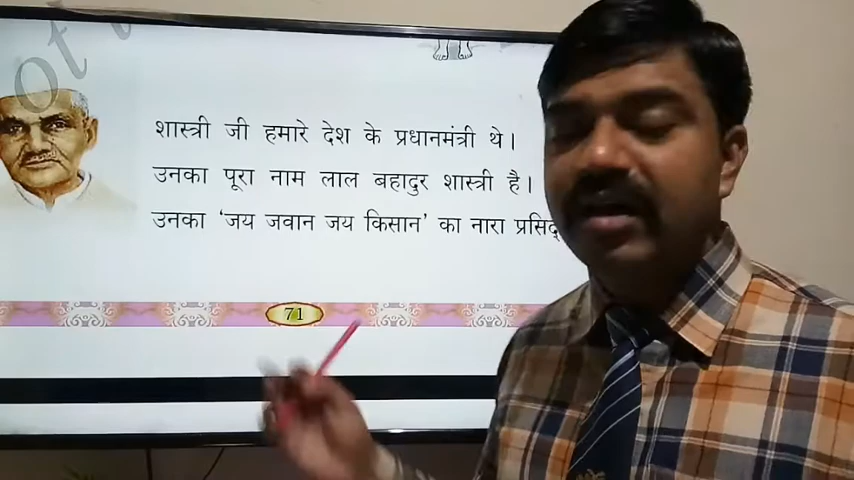 शास्त्री जी हमारे देश के प्रधानमंत्री थे।
उनका पूरा नाम लाल बहादुर शास्त्री है।
उनका ‘जय जवान जय किसान’ का नारा
71